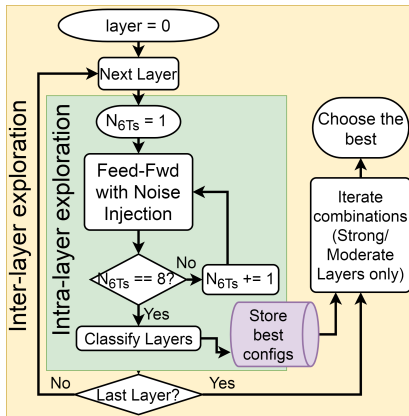 layer = 0
Next Layer
Inter-layer exploration
Intra-layer exploration
N6Ts = 1
Feed-Fwd
with Noise
Injection
N6Ts == 8?
No
N6Ts += 1
Yes
Classify Layers
Store
best
configs
Choose the
best
Iterate
combinations
(Strong/
Moderate
Layers only)
No
Last Layer?
Yes